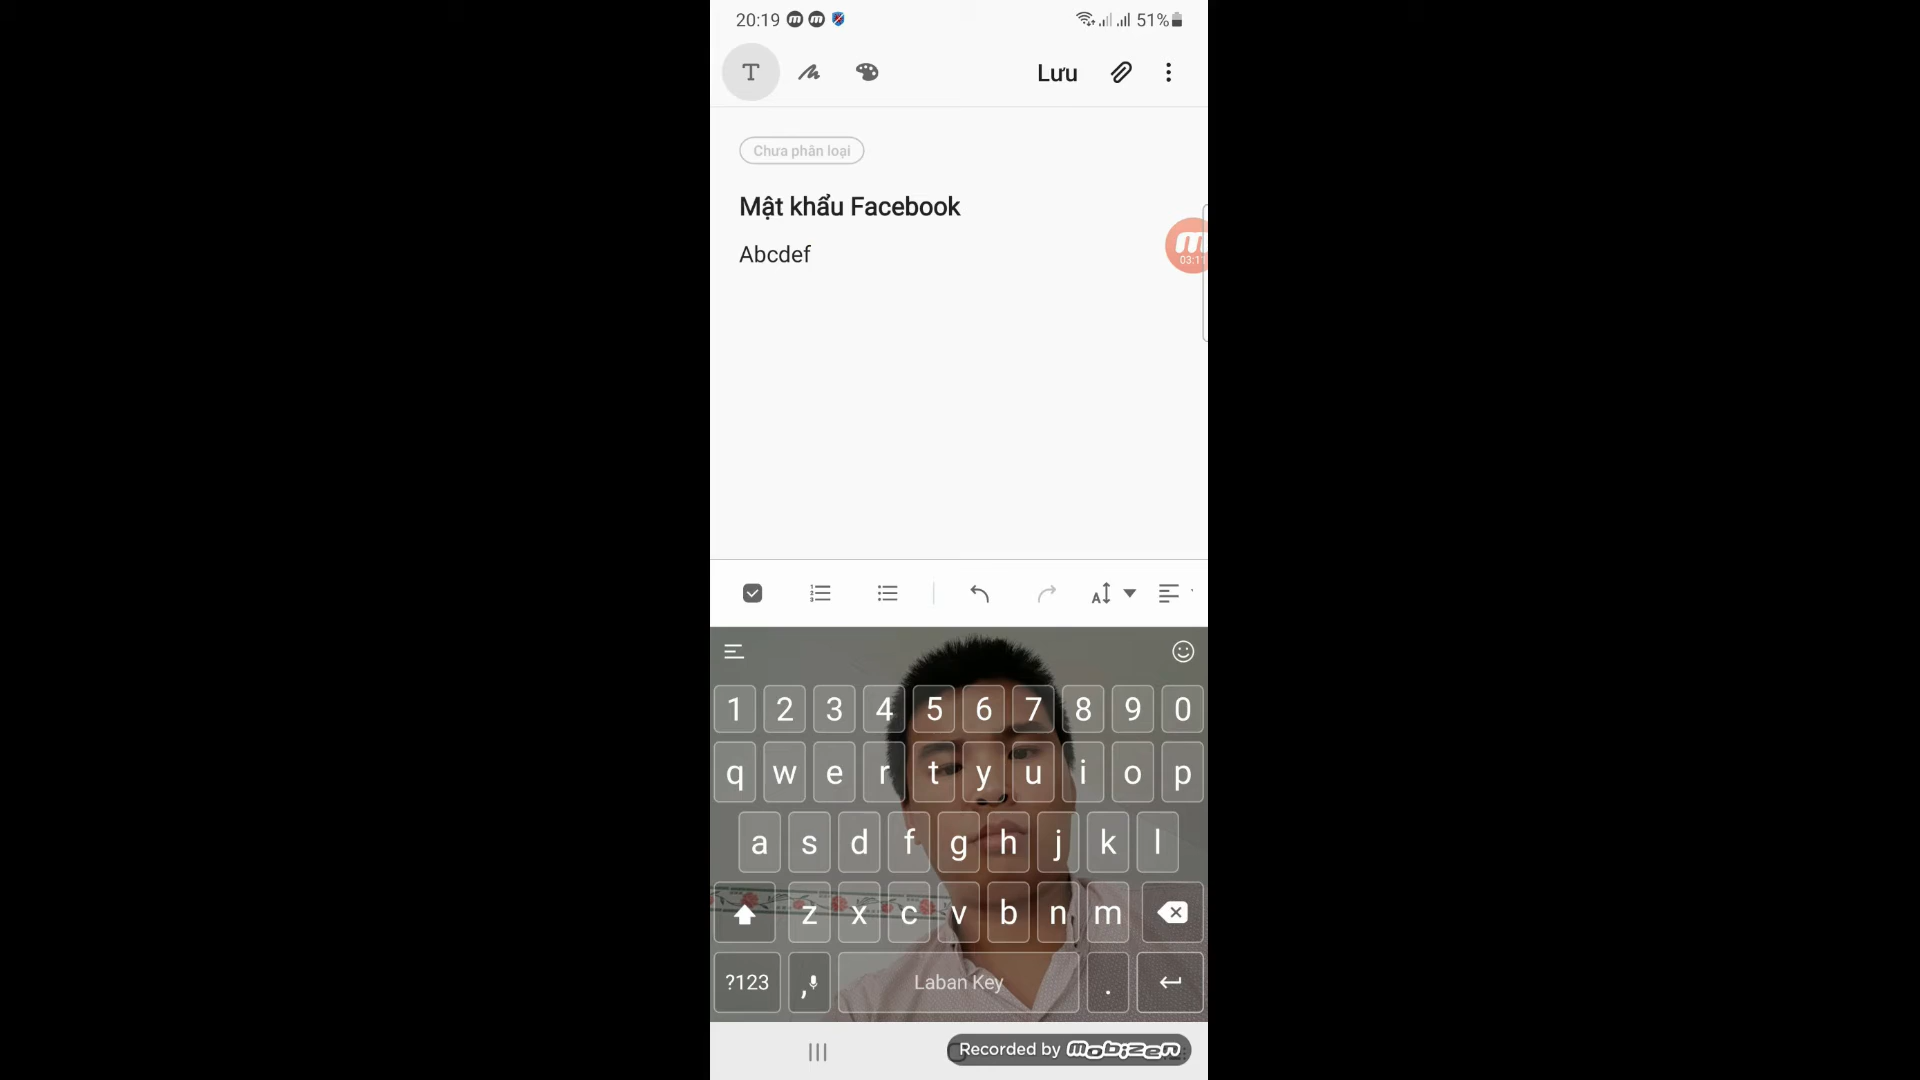 20:19 51%
Lưu
Chưa phân loại
Mật khẩu Facebook
03:11
Abcdef
1 2 3 4 5 6 7 8 9 0
q w e r t y u i o p
a s d f g h j k l
z x c v b n m
?123 , Laban Key .
Recorded by mobizen